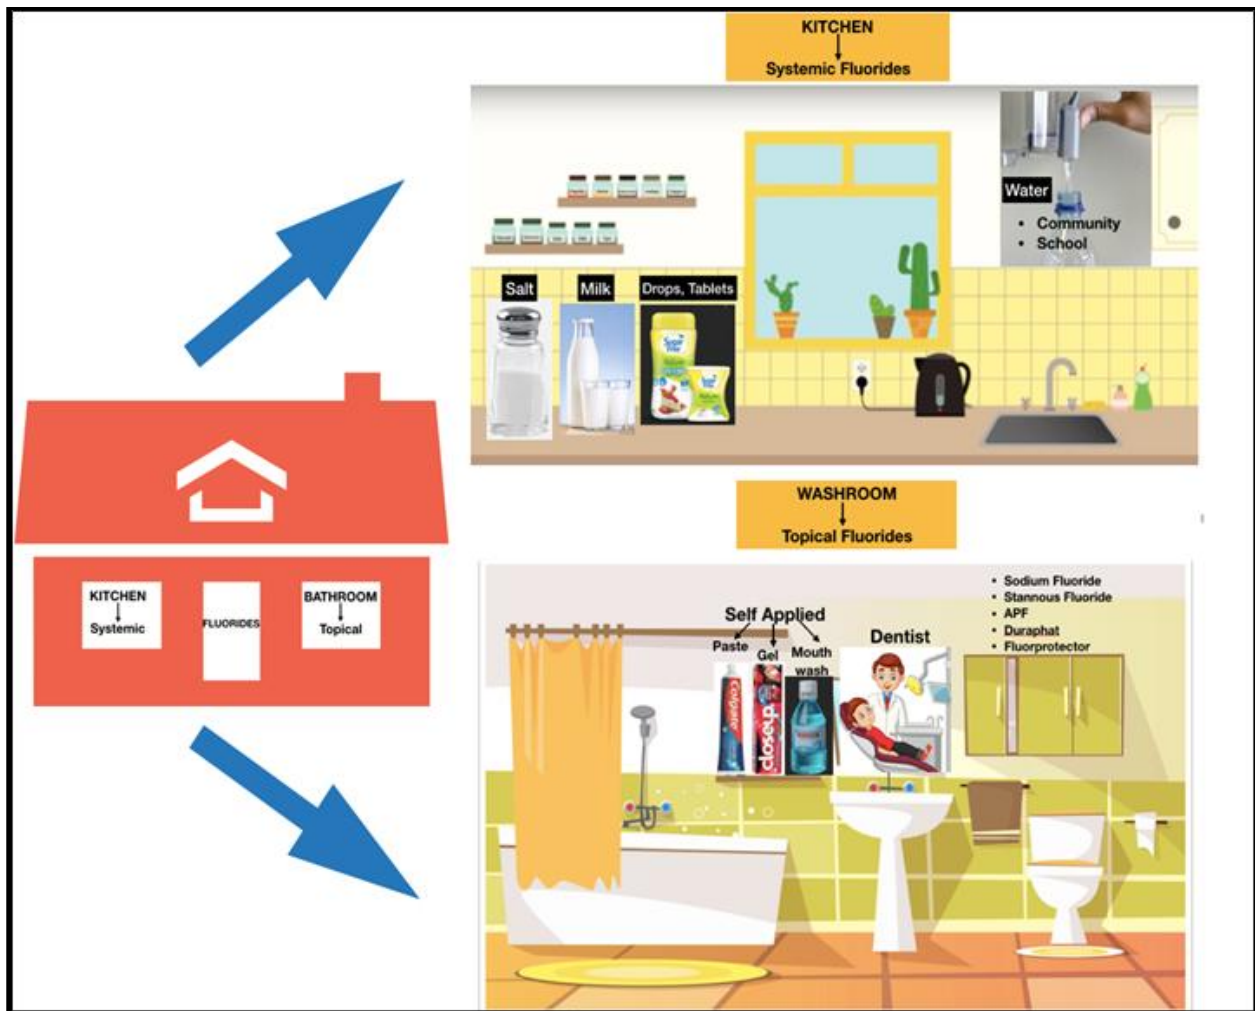 KITCHEN
↓
Systemic Fluorides
Water
• Community
• School
Salt
Milk
Drops, Tablets
KITCHEN
↓
Systemic
FLUORIDES
BATHROOM
↓
Topical
WASHROOM
↓
Topical Fluorides
• Sodium Fluoride
• Stannous Fluoride
• APF
• Duraphat
• Fluorprotector
Self Applied
Paste
Gel
Mouth
wash
Dentist
Colgate
closeup